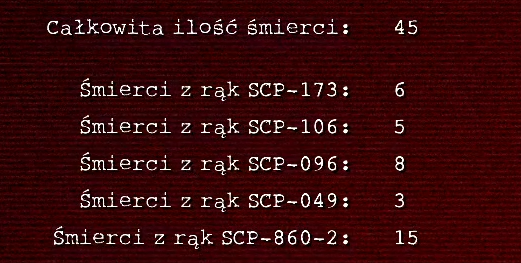 Całkowita ilość śmierci: 45
Śmierci z rąk SCP-173: 6
Śmierci z rąk SCP-106: 5
Śmierci z rąk SCP-096: 8
Śmierci z rąk SCP-049: 3
Śmierci z rąk SCP-860-2: 15